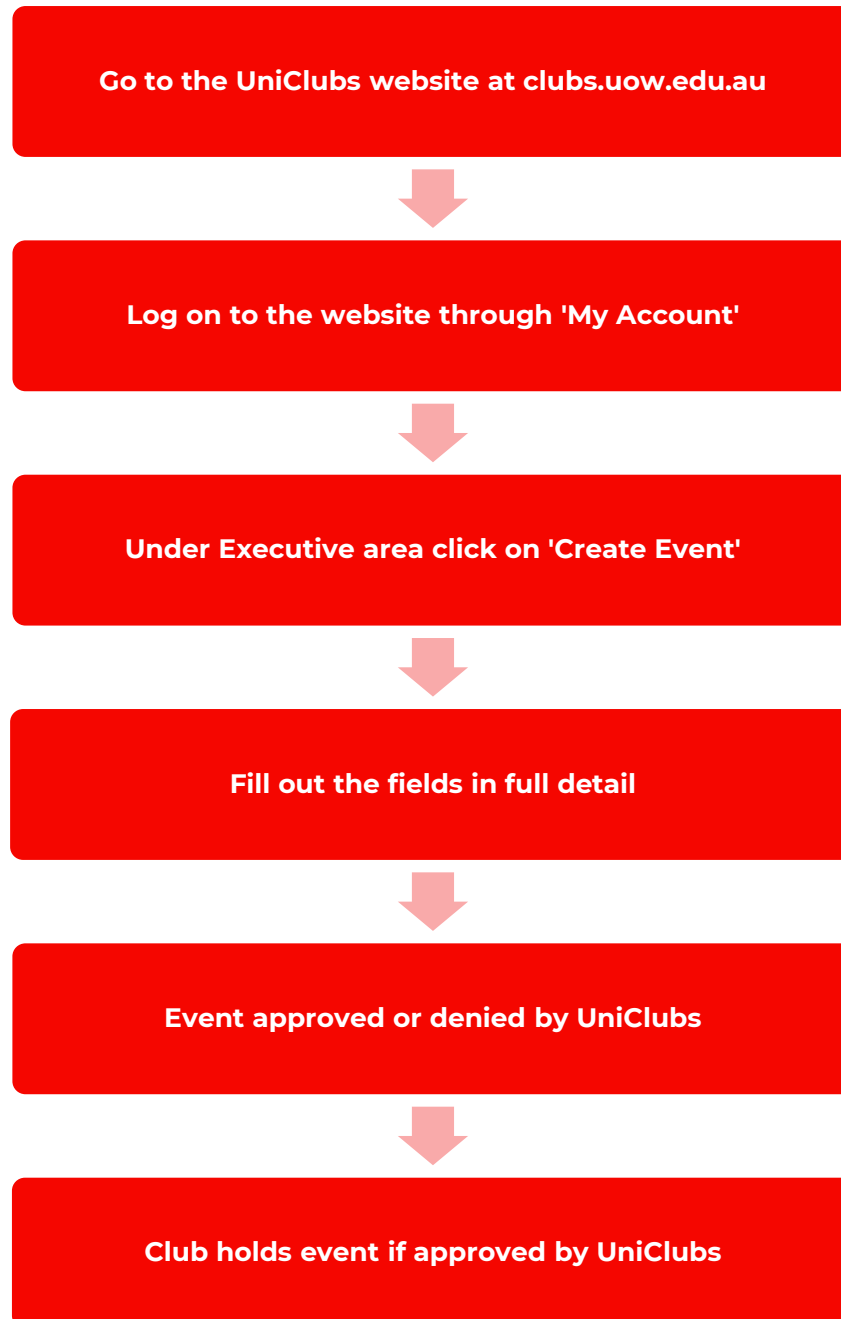 Go to the UniClubs website at clubs.uow.edu.au
Log on to the website through 'My Account'
Under Executive area click on 'Create Event'
Fill out the fields in full detail
Event approved or denied by UniClubs
Club holds event if approved by UniClubs